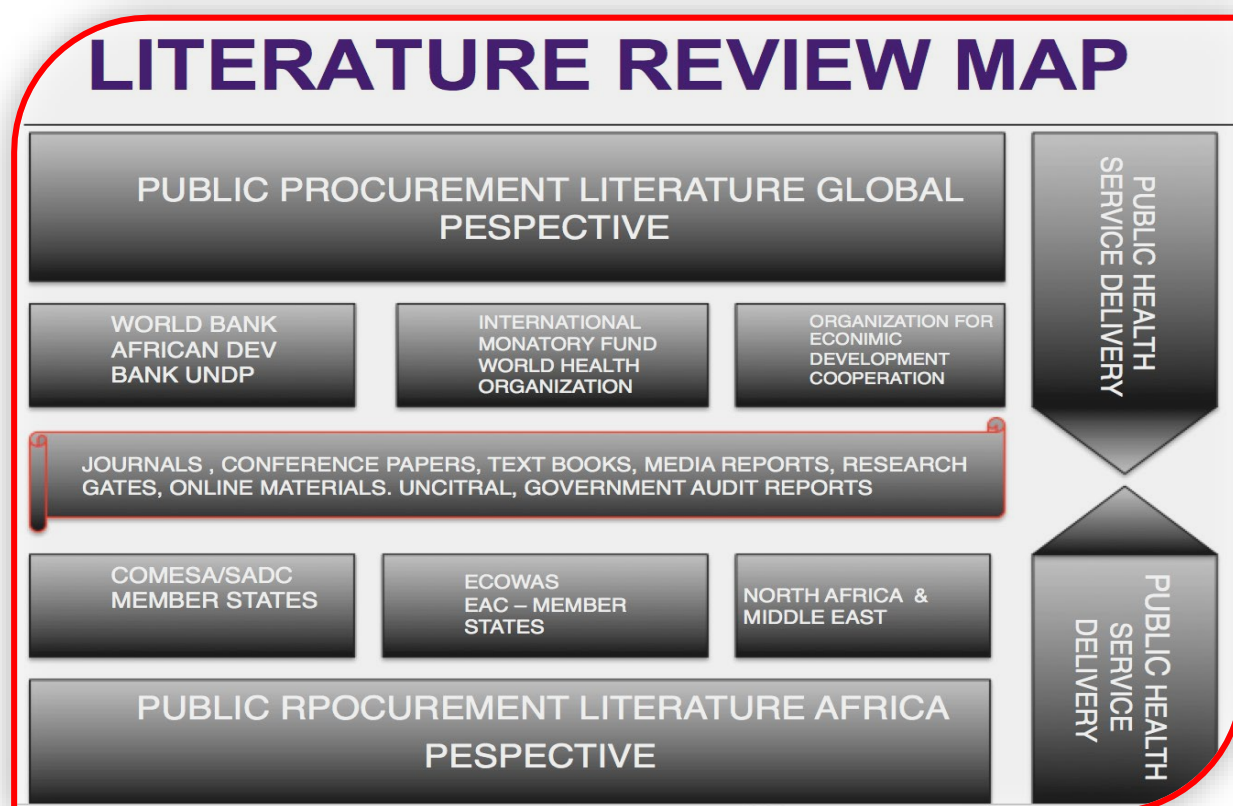 LITERATURE REVIEW MAP
PUBLIC PROCUREMENT LITERATURE GLOBAL
PESPECTIVE
PUBLIC HEALTH
SERVICE DELIVERY
WORLD BANK
AFRICAN DEV
BANK UNDP
INTERNATIONAL
MONATORY FUND
WORLD HEALTH
ORGANIZATION
ORGANIZATION FOR
ECONIMIC
DEVELOPMENT
COOPERATION
JOURNALS , CONFERENCE PAPERS, TEXT BOOKS, MEDIA REPORTS, RESEARCH
GATES, ONLINE MATERIALS. UNCITRAL, GOVERNMENT AUDIT REPORTS
COMESA/SADC
MEMBER STATES
ECOWAS
EAC – MEMBER
STATES
NORTH AFRICA &
MIDDLE EAST
PUBLIC HEALTH
SERVICE
DELIVERY
PUBLIC RPOCUREMENT LITERATURE AFRICA
PESPECTIVE